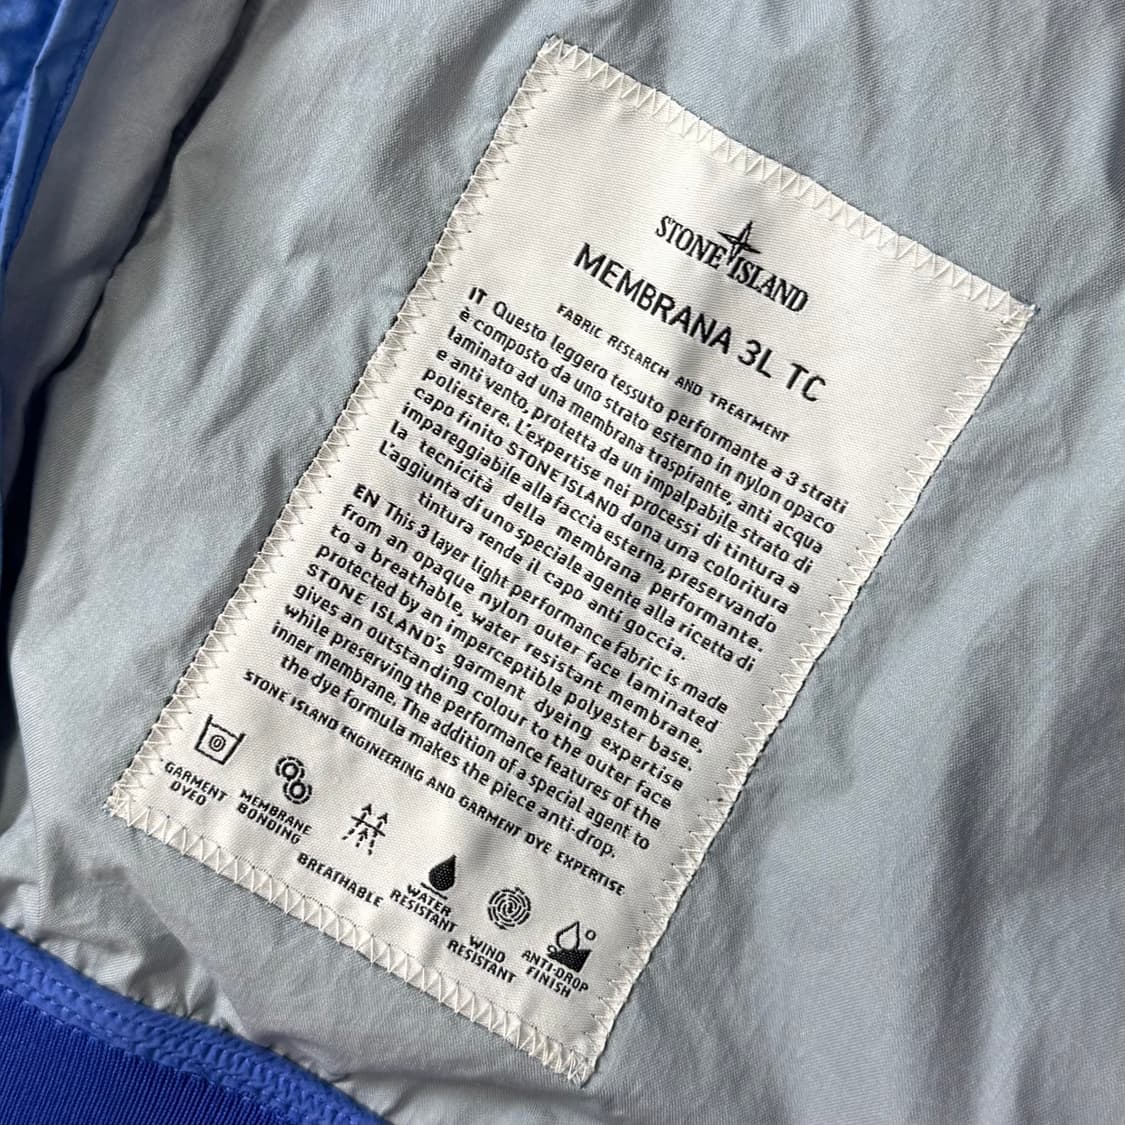 STONE ISLAND
MEMBRANA 3L TC
FABRIC RESEARCH AND TREATMENT
IT Questo leggero tessuto performante a 3 strati
è composto da uno strato esterno in nylon opaco
laminato ad una membrana traspirante, anti acqua
e anti vento, protetta da un impalpabile strato di
poliestere. L'expertise nei processi di tintura a
capo finito STONE ISLAND dona una coloritura
impareggiabile alla faccia esterna, preservando
la tecnicità della membrana performante.
L'aggiunta di uno speciale agente alla ricetta di
tintura rende il capo anti goccia.
EN This 3 layer light performance fabric is made
from an opaque nylon outer face laminated
to a breathable, water resistant membrane,
protected by an imperceptible polyester base.
STONE ISLAND's garment dyeing expertise
gives an outstanding colour to the outer face
while preserving the performance features of the
inner membrane. The addition of a special agent to
the dye formula makes the piece anti-drop.
STONE ISLAND ENGINEERING AND GARMENT DYE EXPERTISE
GARMENT
DYED
MEMBRANE
BONDING
BREATHABLE
WATER
RESISTANT
WIND
RESISTANT
ANTI-DROP
FINISH